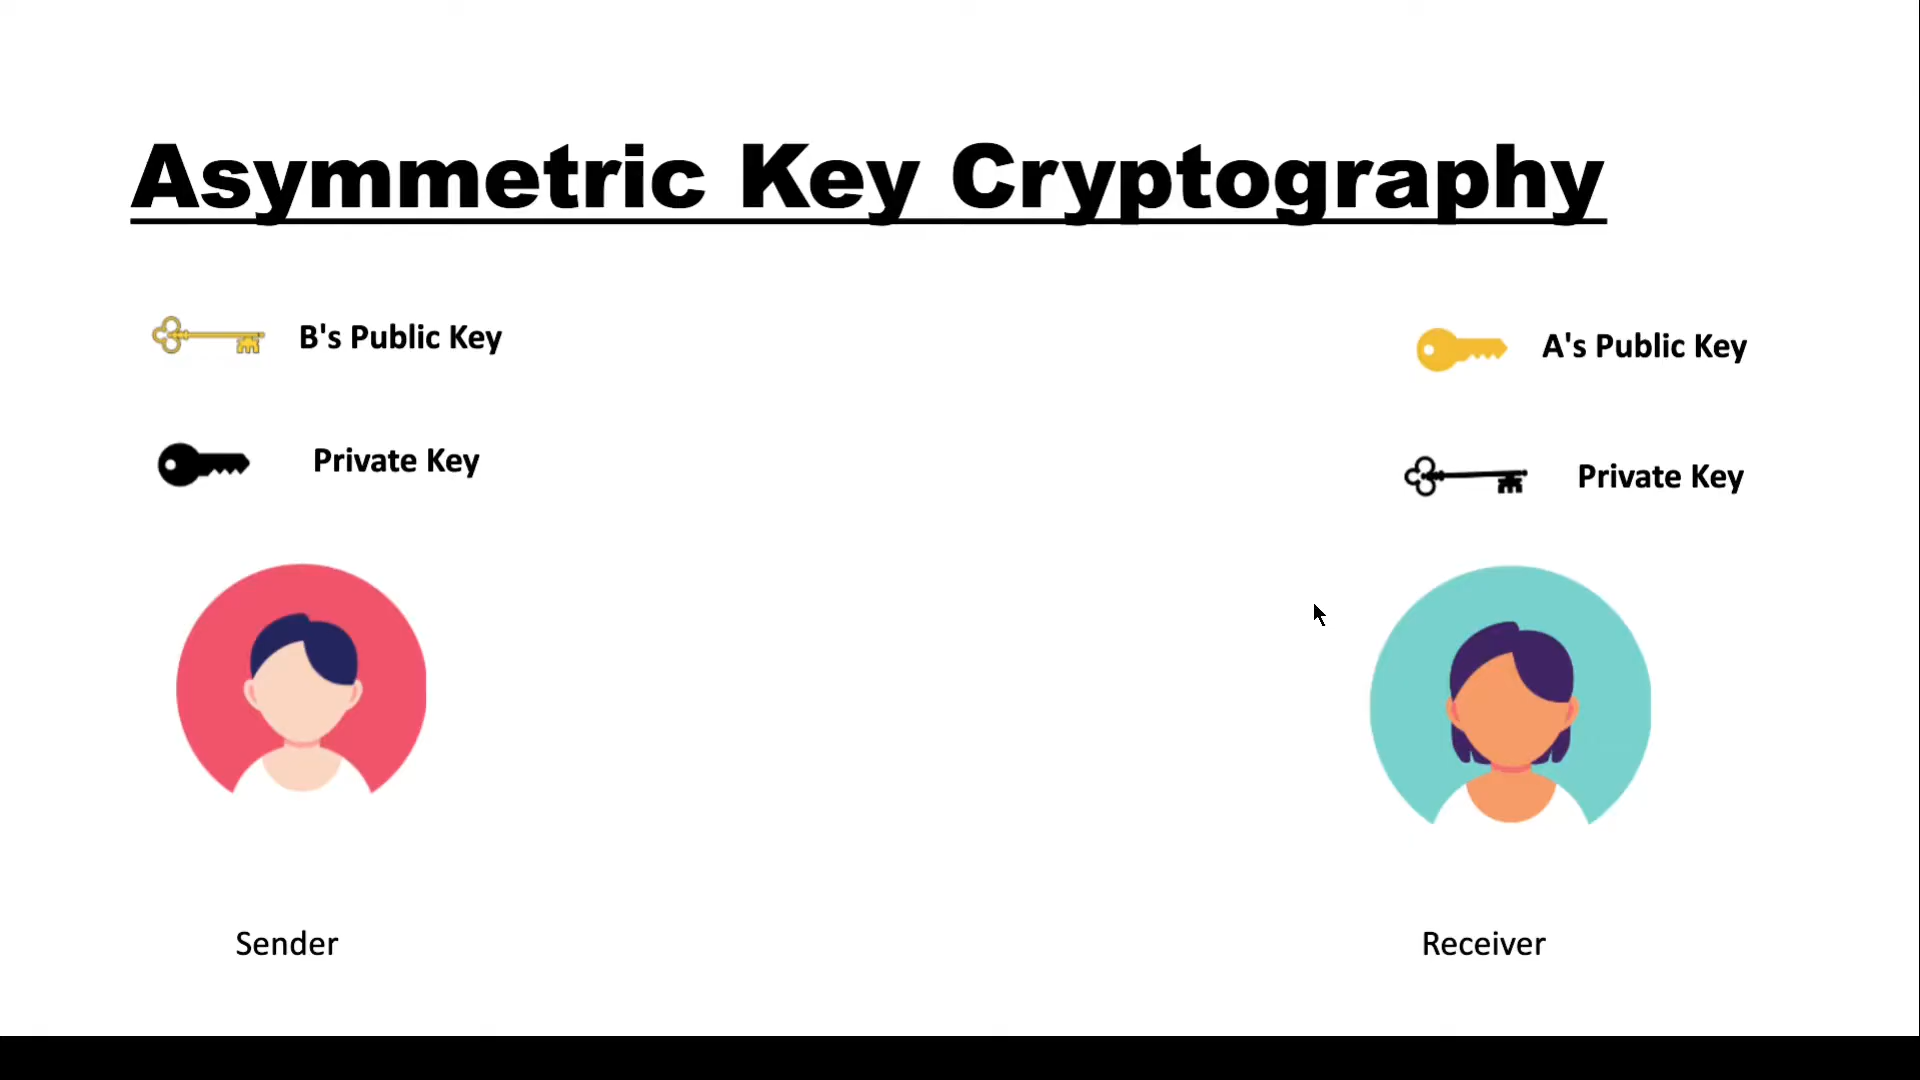 Asymmetric Key Cryptography
B's Public Key
A's Public Key
Private Key
Private Key
Sender
Receiver